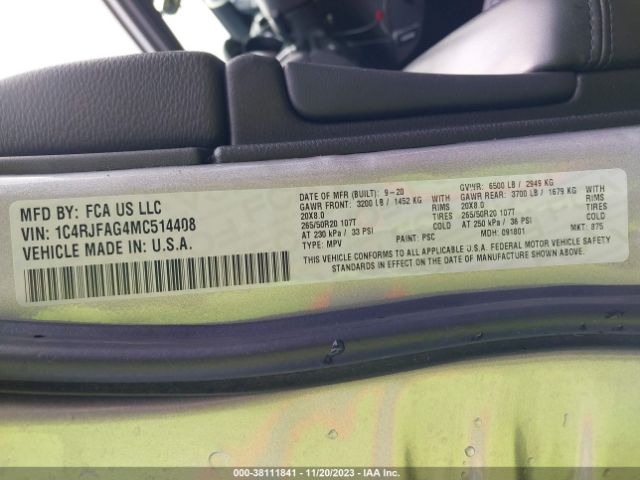 MFD BY: FCA US LLC
VIN: 1C4RJFAG4MC514408
VEHICLE MADE IN: U.S.A.
DATE OF MFR (BUILT): 9-20 GVWR: 6500 LB / 2949 KG
GAWR FRONT: 3200 LB / 1452 KG WITH GAWR REAR: 3700 LB / 1679 KG WITH
20X8.0 RIMS 20X8.0 RIMS
265/50R20 107T TIRES 265/50R20 107T TIRES
AT 230 kPa / 33 PSI COLD AT 250 kPa / 36 PSI COLD
TYPE: MPV PAINT: PSC MDH: 091801 MKT: 875
THIS VEHICLE CONFORMS TO ALL APPLICABLE U.S.A. FEDERAL MOTOR VEHICLE SAFETY
STANDARDS IN EFFECT ON THE DATE OF MANUFACTURE SHOWN ABOVE.
000-38111841 - 11/20/2023 - IAA Inc.